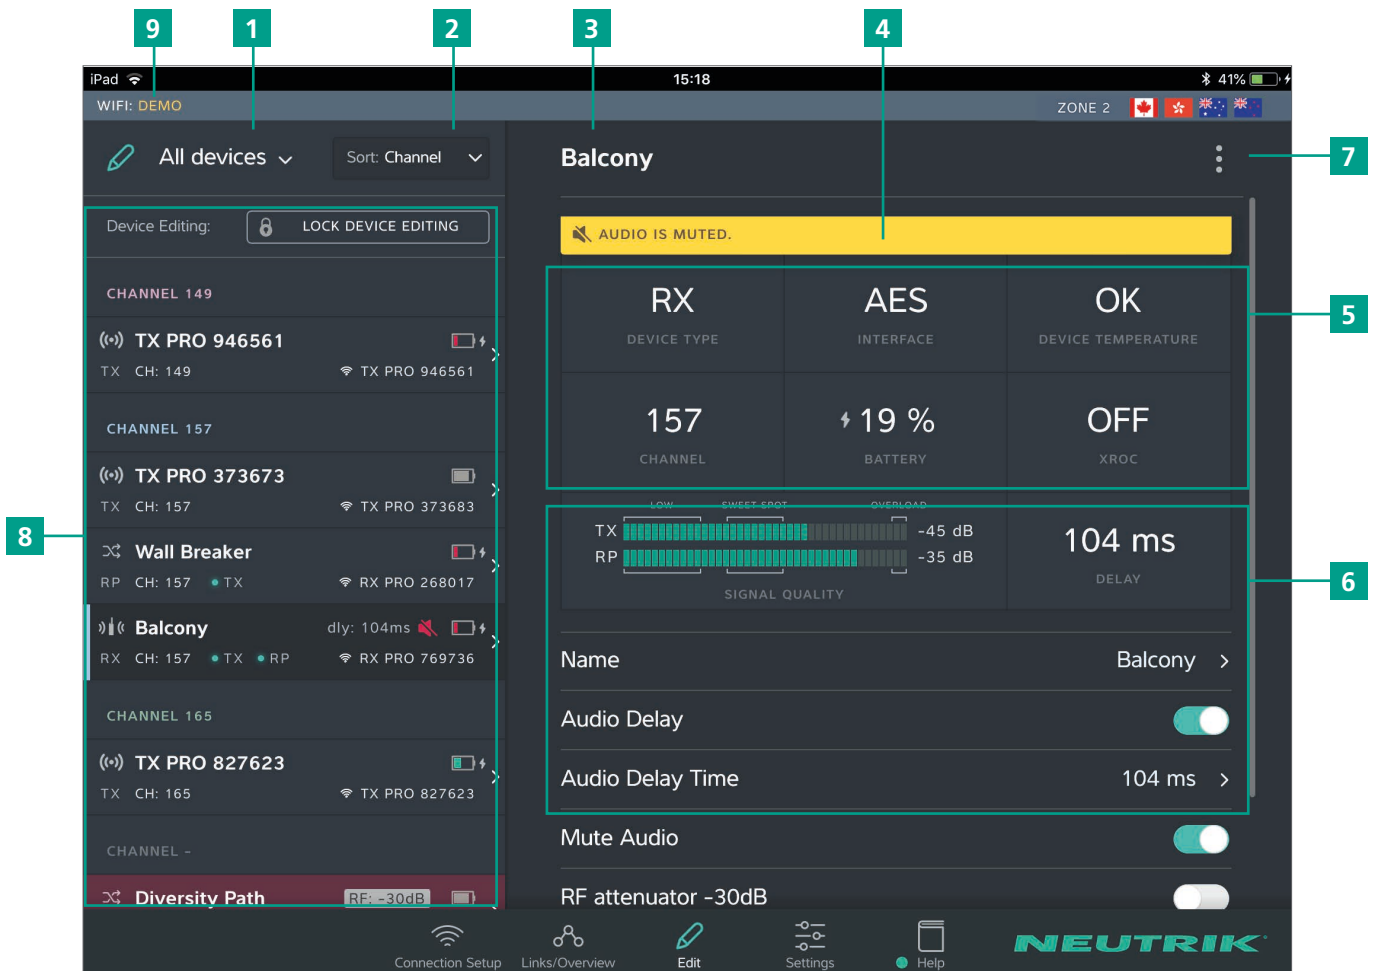 9 1 2 3 4
iPad 15:18 41%
WIFI: DEMO ZONE 2
All devices Sort: Channel Balcony 7
Device Editing: LOCK DEVICE EDITING
AUDIO IS MUTED.
CHANNEL 149
RX AES OK
DEVICE TYPE INTERFACE DEVICE TEMPERATURE
5
TX PRO 946561
TX CH: 149 TX PRO 946561
CHANNEL 157
157 19 % OFF
CHANNEL BATTERY XROC
TX PRO 373673
TX CH: 157 TX PRO 373683
LOW SWEET SPOT OVERLOAD
TX -45 dB
RP -35 dB
SIGNAL QUALITY
104 ms
DELAY
8
6
Wall Breaker
RP CH: 157 TX RX PRO 268017
Balcony dly: 104ms
RX CH: 157 TX RP RX PRO 769736
Name Balcony
CHANNEL 165
Audio Delay
TX PRO 827623
TX CH: 165 TX PRO 827623
Audio Delay Time 104 ms
CHANNEL –
Mute Audio
Diversity Path RF: -30dB
RF attenuator -30dB
Connection Setup Links/Overview Edit Settings Help
NEUTRIK